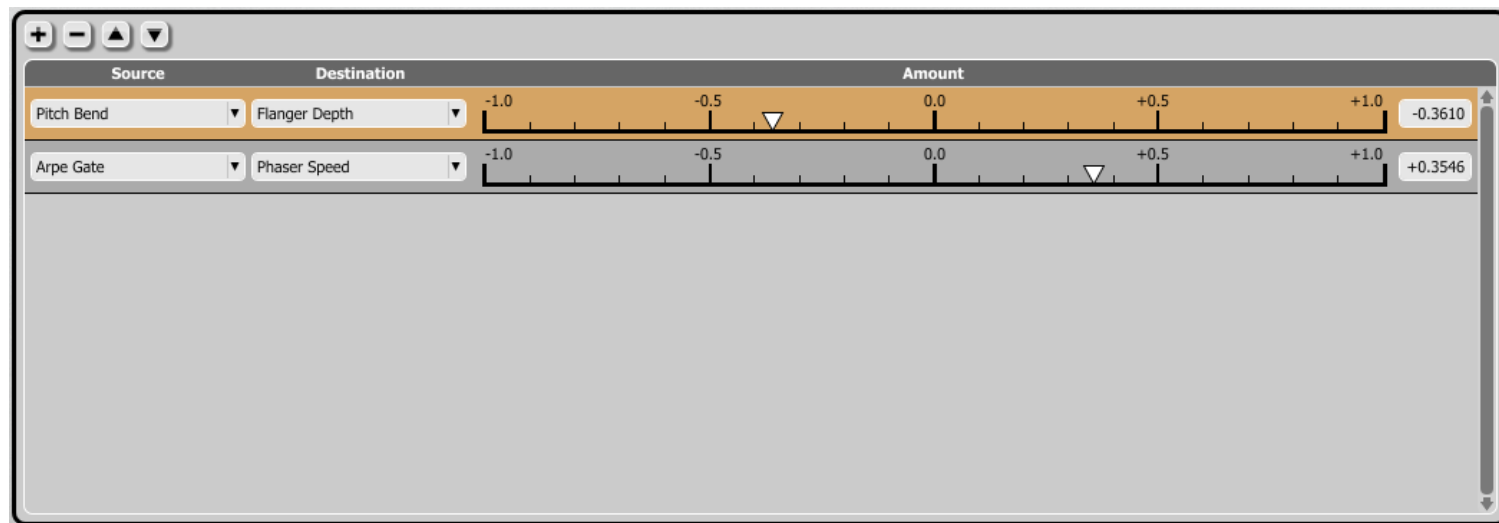 Source Destination Amount
Pitch Bend Flanger Depth -1.0 -0.5 0.0 +0.5 +1.0 -0.3610
Arpe Gate Phaser Speed -1.0 -0.5 0.0 +0.5 +1.0 +0.3546